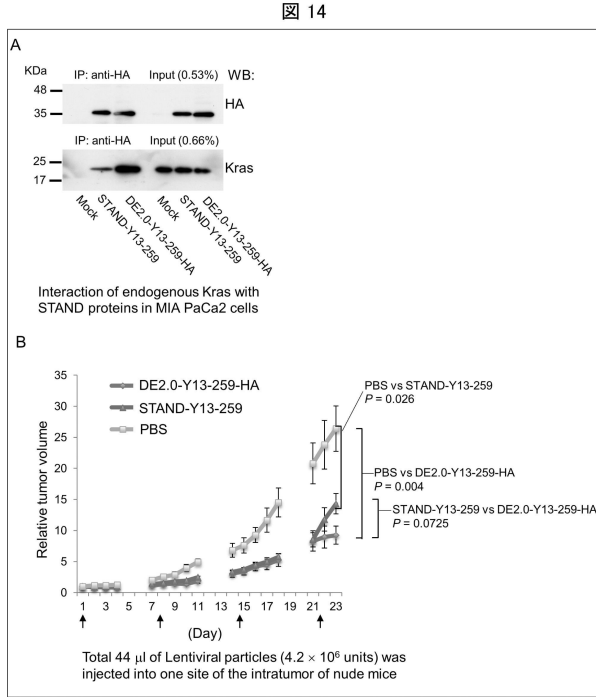 図 14
A
KDa
IP: anti-HA
Input (0.53%)
WB:
48
35
HA
IP: anti-HA
Input (0.66%)
25
17
Kras
Mock
STAND-Y13-259
DE2.0-Y13-259-HA
Mock
STAND-Y13-259
DE2.0-Y13-259-HA
Interaction of endogenous Kras with
STAND proteins in MIA PaCa2 cells
B
Relative tumor volume
35
30
25
20
15
10
5
0
DE2.0-Y13-259-HA
STAND-Y13-259
PBS
PBS vs STAND-Y13-259
P = 0.026
PBS vs DE2.0-Y13-259-HA
P = 0.004
STAND-Y13-259 vs DE2.0-Y13-259-HA
P = 0.0725
1 3 5 7 9 11 13 14 15 17 19 21 23
(Day)
Total 44 μl of Lentiviral particles (4.2 × 10⁶ units) was
injected into one site of the intratumor of nude mice